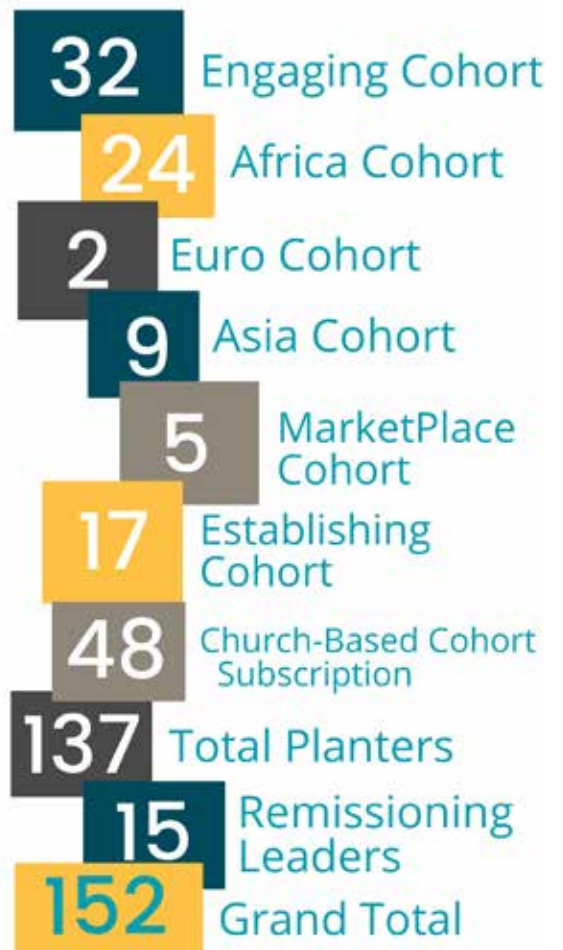 32 Engaging Cohort
24 Africa Cohort
2 Euro Cohort
9 Asia Cohort
5 MarketPlace
Cohort
17 Establishing
Cohort
48 Church-Based Cohort
Subscription
137 Total Planters
15 Remissioning
Leaders
152 Grand Total